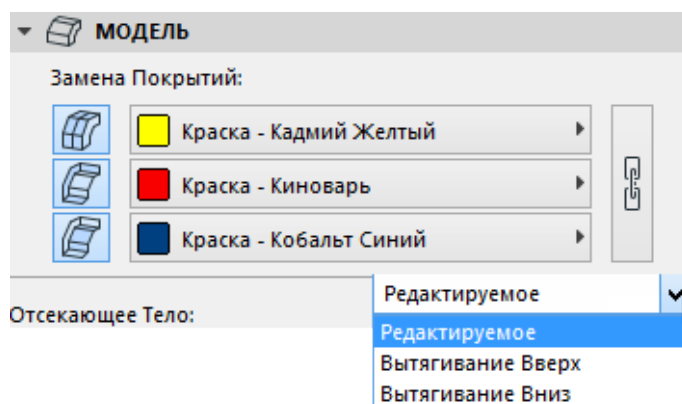 МОДЕЛЬ
Замена Покрытий:
Краска - Кадмий Желтый
Краска - Киноварь
Краска - Кобальт Синий
Отсекающее Тело:
Редактируемое
Редактируемое
Вытягивание Вверх
Вытягивание Вниз